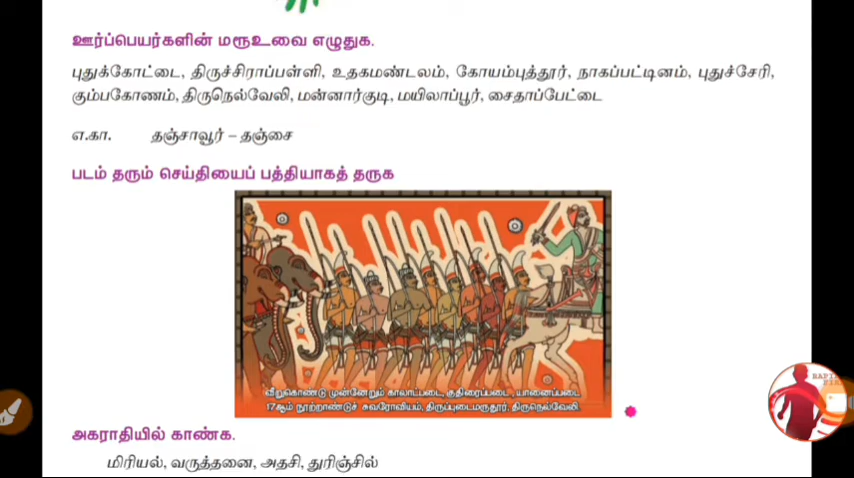 ஊர்ப்பெயர்களின் மரூஉவை எழுதுக.
புதுக்கோட்டை, திருச்சிராப்பள்ளி, உதகமண்டலம், கோயம்புத்தூர், நாகப்பட்டினம், புதுச்சேரி,
கும்பகோணம், திருநெல்வேலி, மன்னார்குடி, மயிலாப்பூர், சைதாப்பேட்டை
எ.கா. தஞ்சாவூர் – தஞ்சை
படம் தரும் செய்தியைப் பத்தியாகத் தருக
வீறுகொண்டு முன்னேறும் காலாட்படை, குதிரைப்படை, யானைப்படை
17ஆம் நூற்றாண்டுச் சுவரோவியம், திருப்புடைமருதூர், திருநெல்வேலி.
அகராதியில் காண்க.
மிரியல், வருத்தனை, அதசி, துரிஞ்சில்